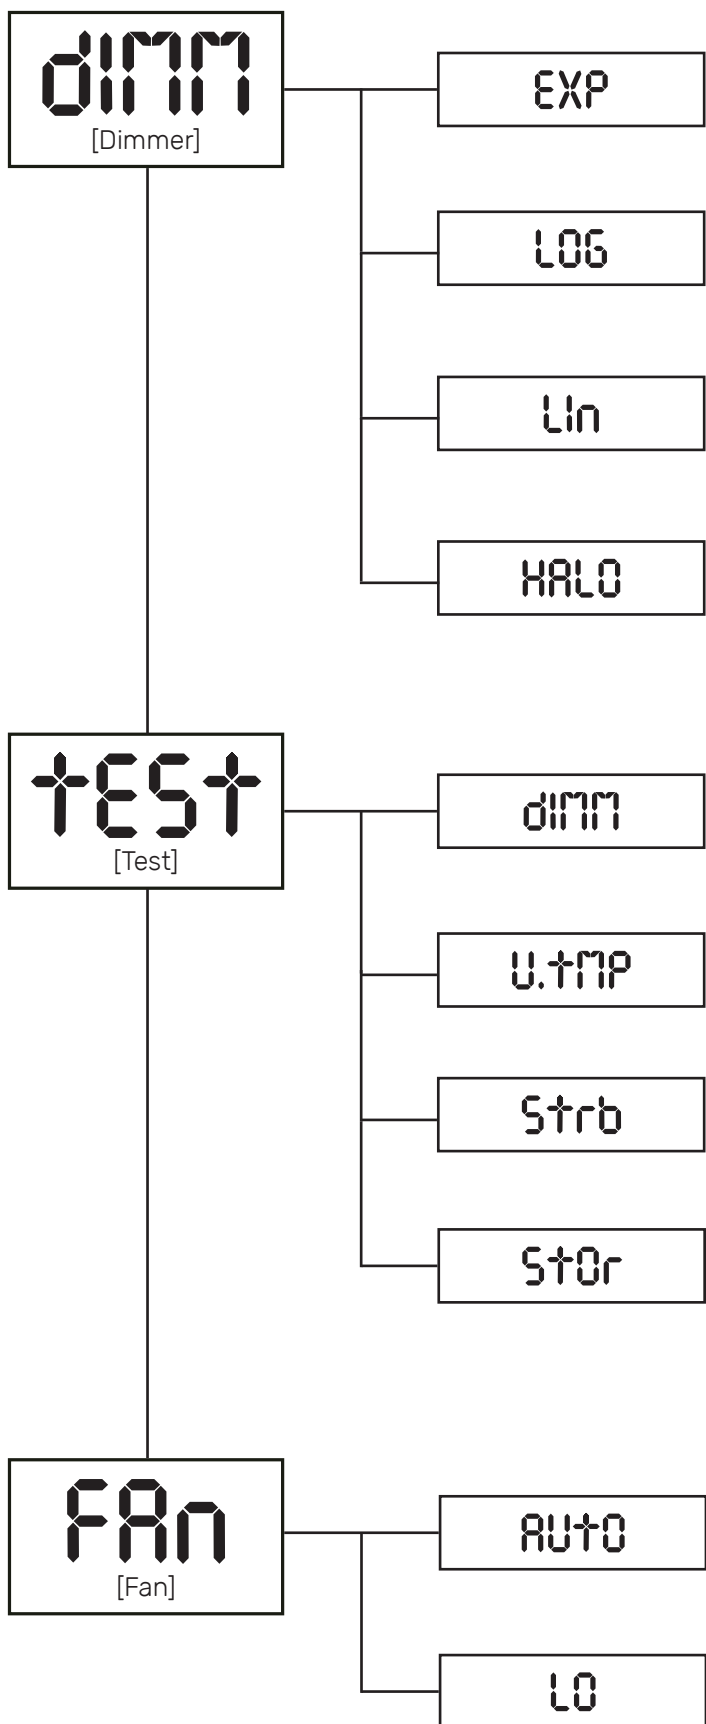 dIMM
[Dimmer]
EXP
LOG
LIn
HALO
tESt
[Test]
dIMM
U.tMP
Strb
StOr
FAn
[Fan]
AUtO
LO